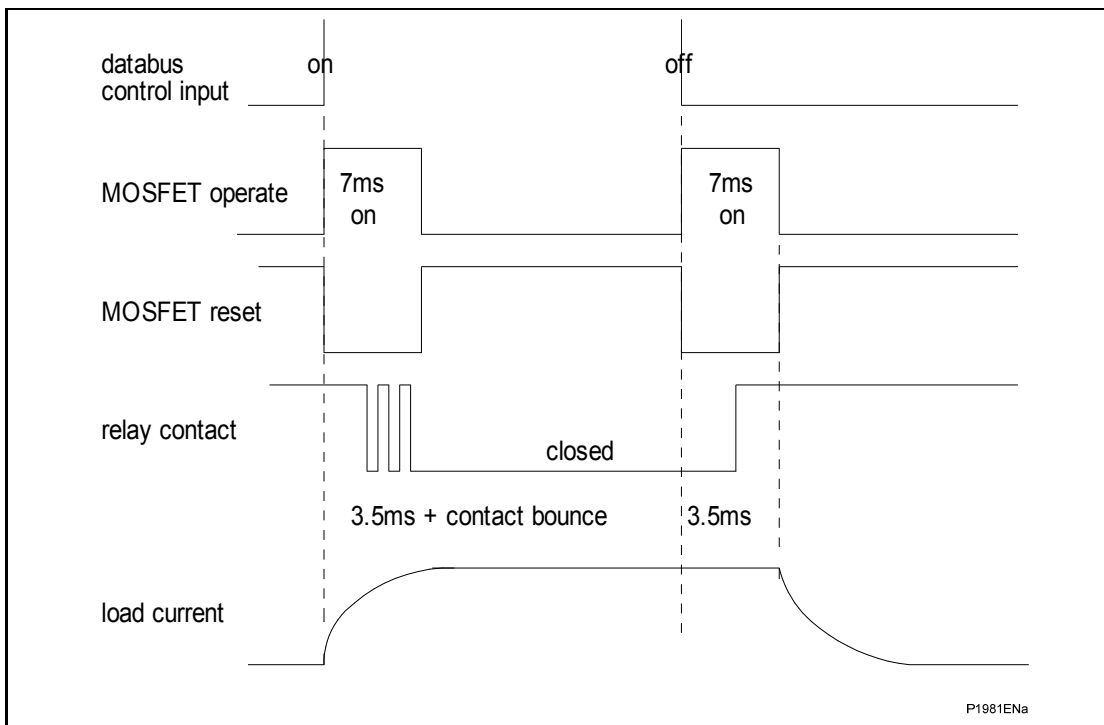 databus
control input
on
off
MOSFET operate
7ms
on
7ms
on
MOSFET reset
relay contact
closed
3.5ms + contact bounce
3.5ms
load current
P1981ENa